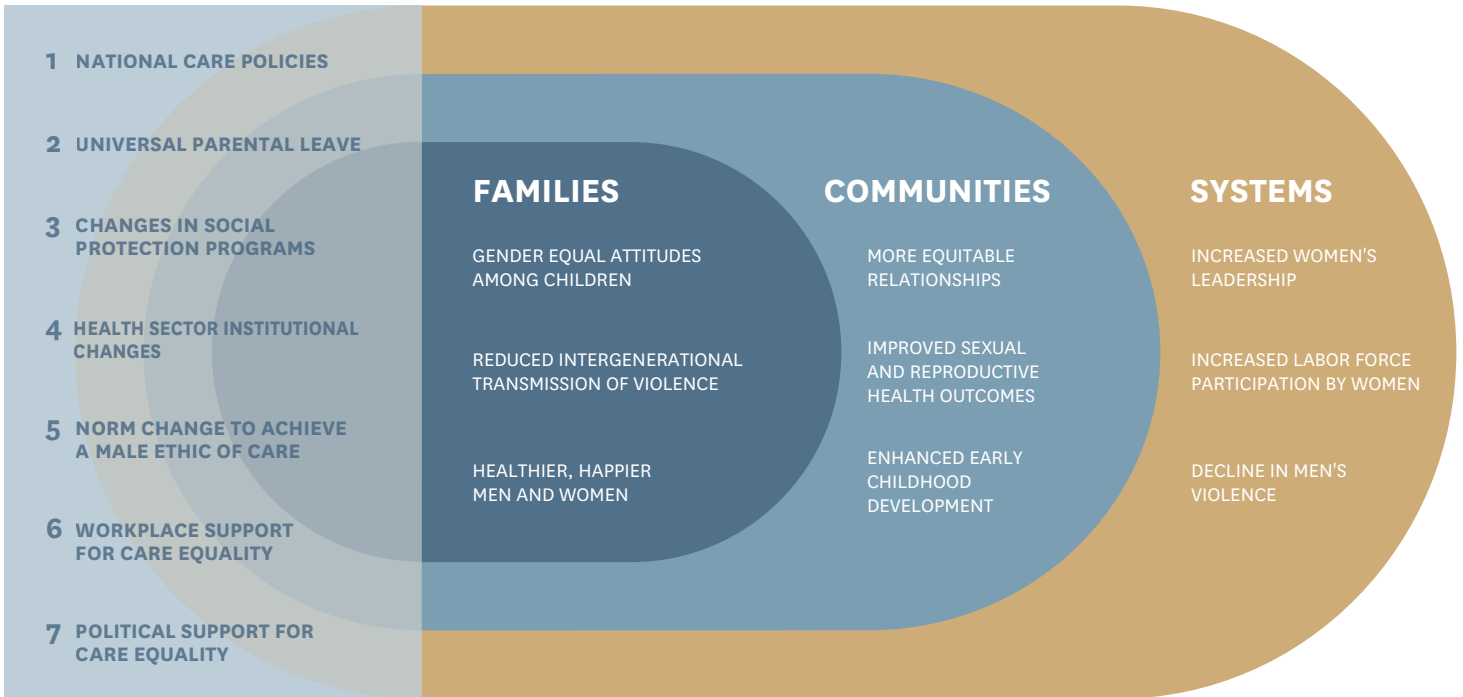 1 NATIONAL CARE POLICIES
2 UNIVERSAL PARENTAL LEAVE
3 CHANGES IN SOCIAL
PROTECTION PROGRAMS
4 HEALTH SECTOR INSTITUTIONAL
CHANGES
5 NORM CHANGE TO ACHIEVE
A MALE ETHIC OF CARE
6 WORKPLACE SUPPORT
FOR CARE EQUALITY
7 POLITICAL SUPPORT FOR
CARE EQUALITY
FAMILIES
GENDER EQUAL ATTITUDES
AMONG CHILDREN
REDUCED INTERGENERATIONAL
TRANSMISSION OF VIOLENCE
HEALTHIER, HAPPIER
MEN AND WOMEN
COMMUNITIES
MORE EQUITABLE
RELATIONSHIPS
IMPROVED SEXUAL
AND REPRODUCTIVE
HEALTH OUTCOMES
ENHANCED EARLY
CHILDHOOD
DEVELOPMENT
SYSTEMS
INCREASED WOMEN'S
LEADERSHIP
INCREASED LABOR FORCE
PARTICIPATION BY WOMEN
DECLINE IN MEN'S
VIOLENCE